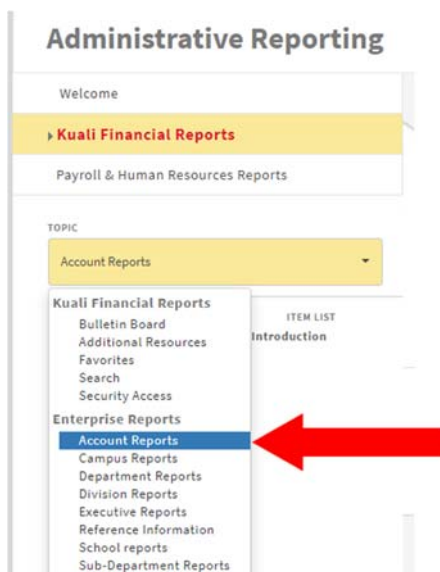 Administrative Reporting
Welcome
Kuali Financial Reports
Payroll & Human Resources Reports
TOPIC
Account Reports
Kuali Financial Reports
Bulletin Board
Additional Resources
Favorites
Search
Security Access
Enterprise Reports
Account Reports
Campus Reports
Department Reports
Division Reports
Executive Reports
Reference Information
School reports
Sub-Department Reports
ITEM LIST
Introduction